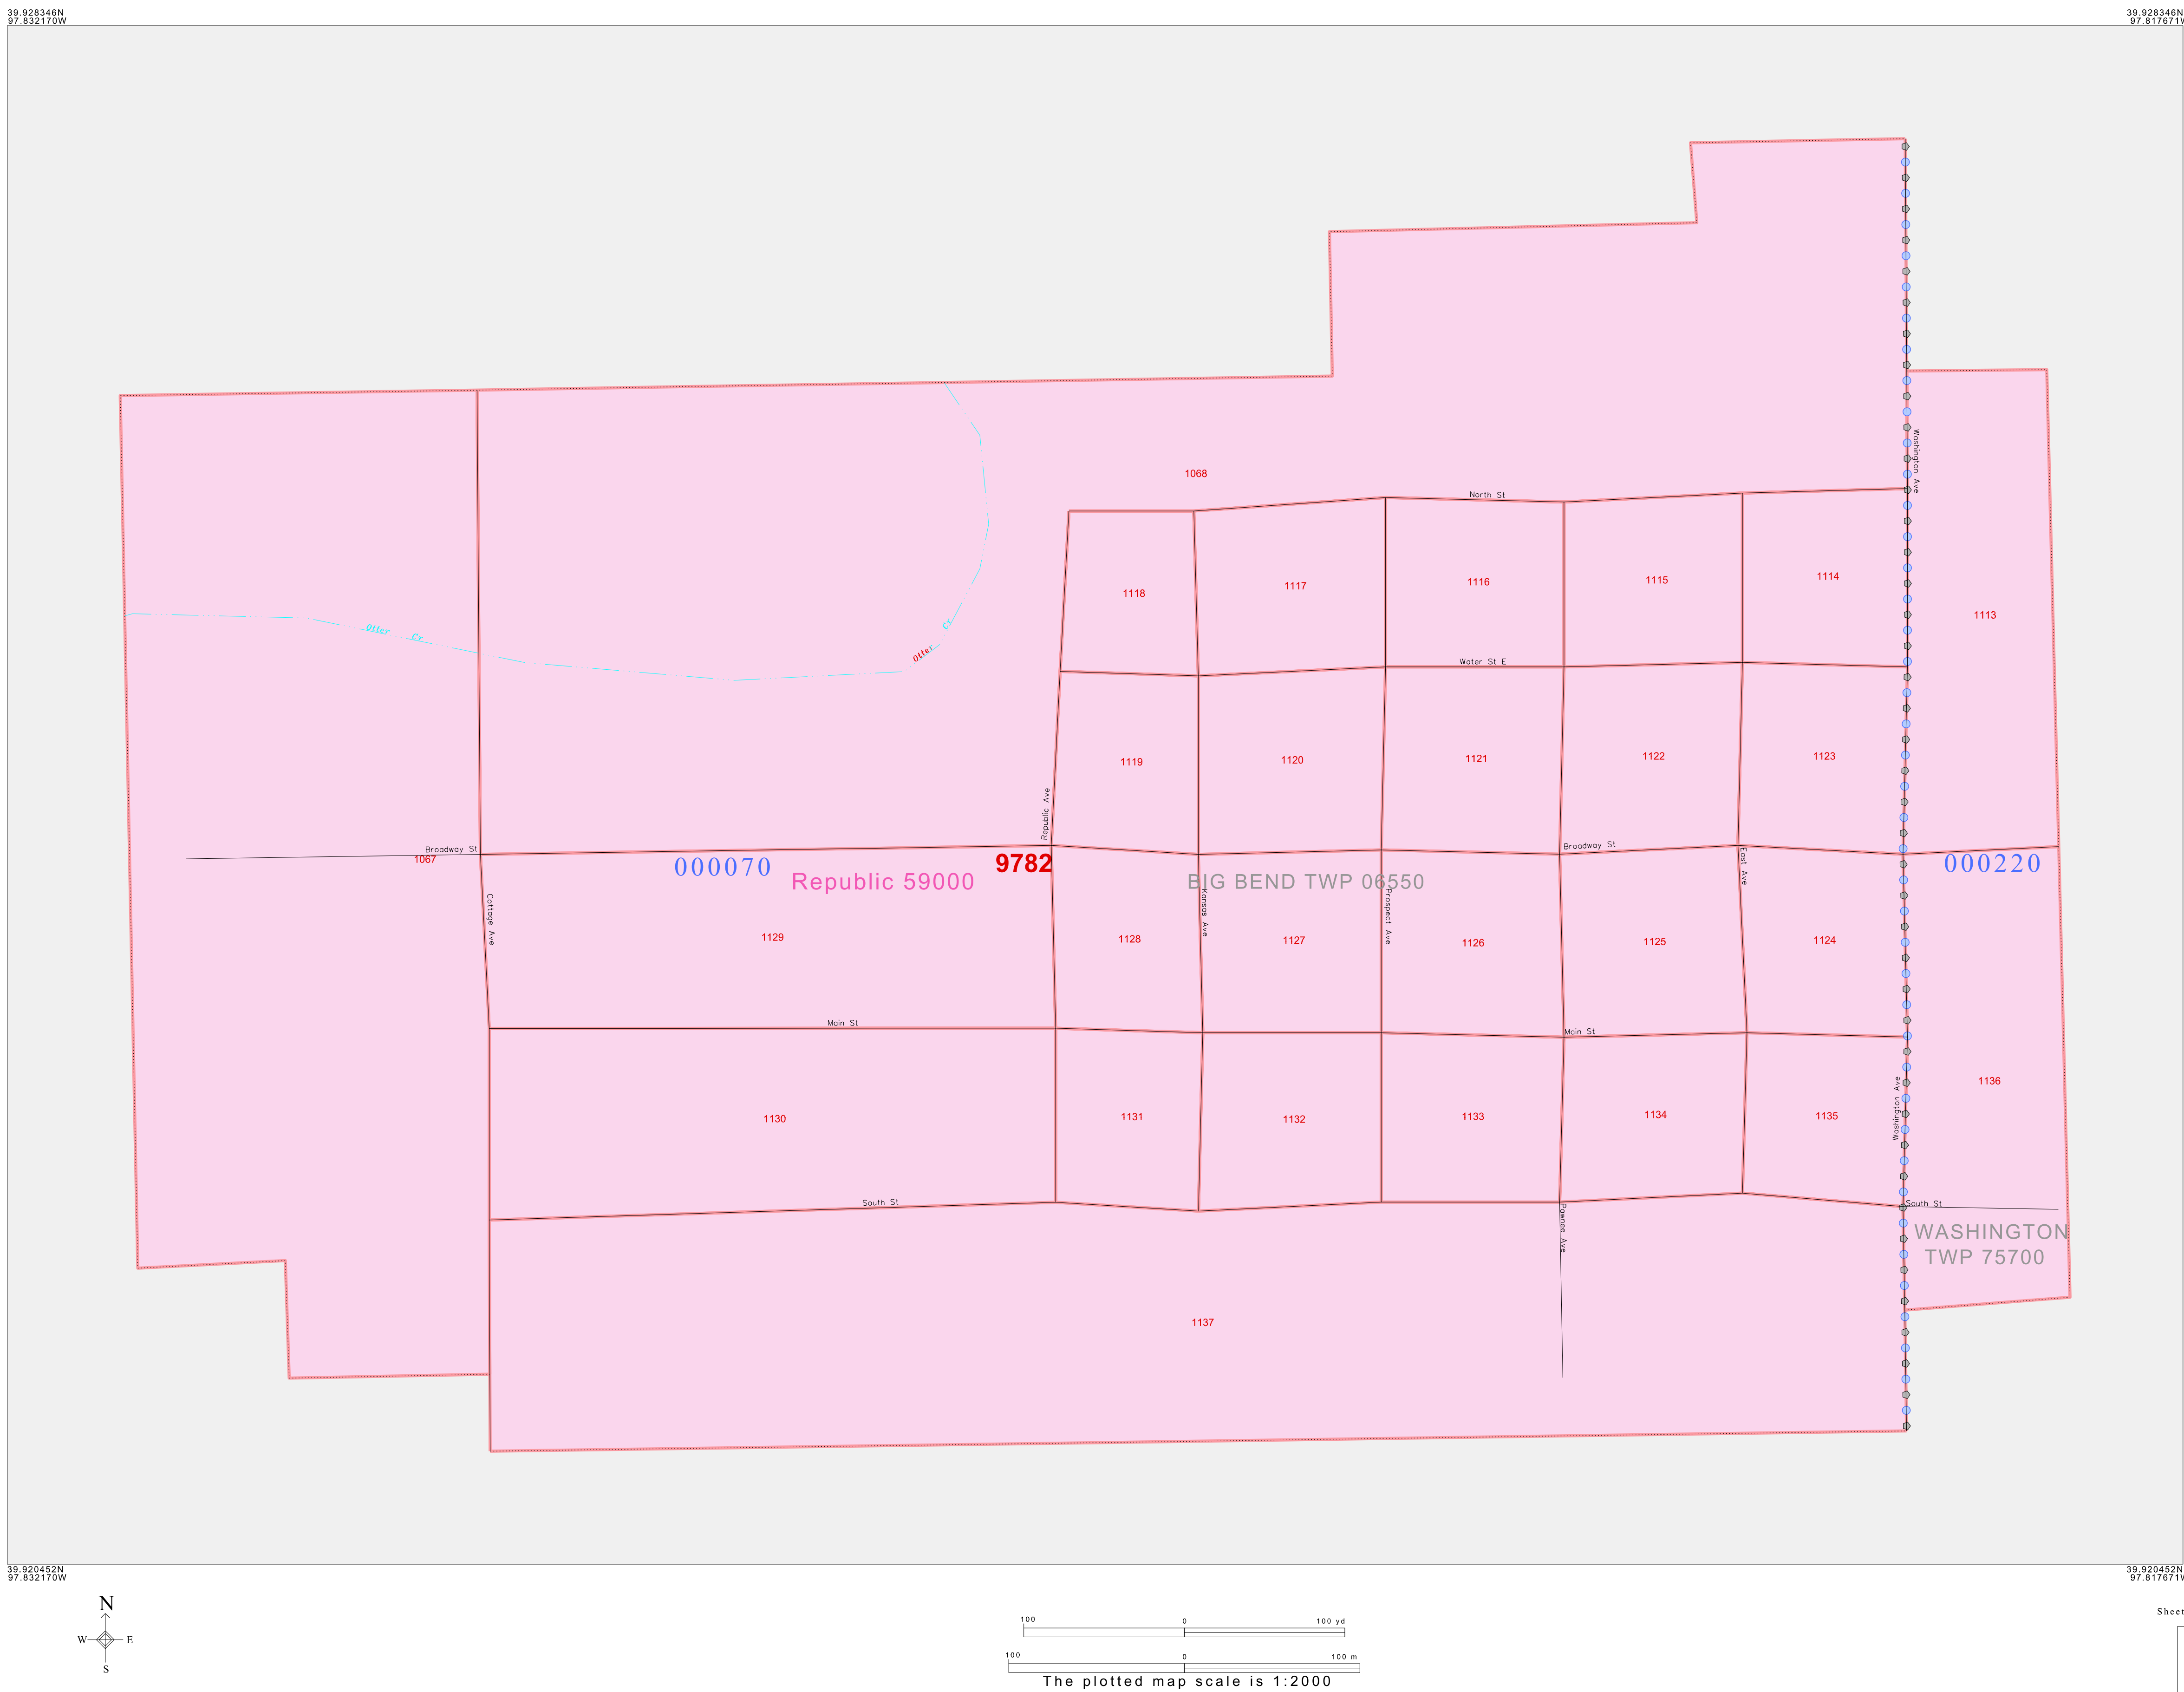 39.928346N
97.832170W
39.928346N
97.817671W
Washington Ave
1068
North St
1118
1117
1116
1115
1114
1113
Otter Cr
Otter Cr
Water St E
1119
1120
1121
1122
1123
Republic Ave
Broadway St
1067
000070
9782
Republic 59000
BIG BEND TWP 06550
Broadway St
East Ave
000220
Cottage Ave
Kansas Ave
Prospect Ave
1129
1128
1127
1126
1125
1124
Main St
Main St
1130
1131
1132
1133
1134
1135
Washington Ave
1136
South St
Pawnee Ave
South St
WASHINGTON
TWP 75700
1137
39.920452N
97.832170W
39.920452N
97.817671W
N
W E
S
100 0 100 yd
100 0 100 m
The plotted map scale is 1:2000
Sheet